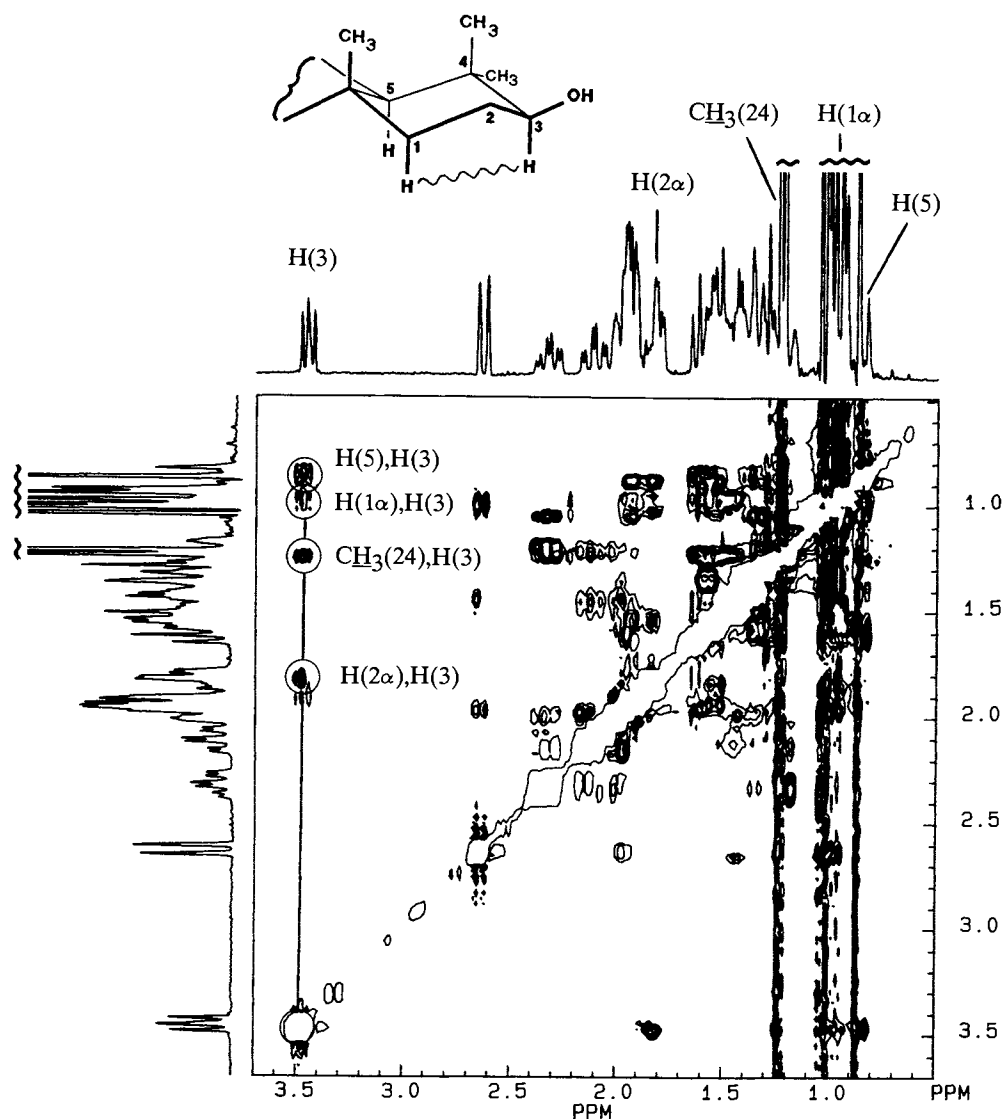 CH3
CH3
4
CH3
5
OH
2
3
H
1
H
H
CH3(24)
H(1α)
H(2α)
H(5)
H(3)
H(5),H(3)
H(1α),H(3)
CH3(24),H(3)
H(2α),H(3)
1.0
1.5
2.0
2.5
3.0
3.5
3.5
3.0
2.5
2.0
1.5
1.0
PPM
PPM